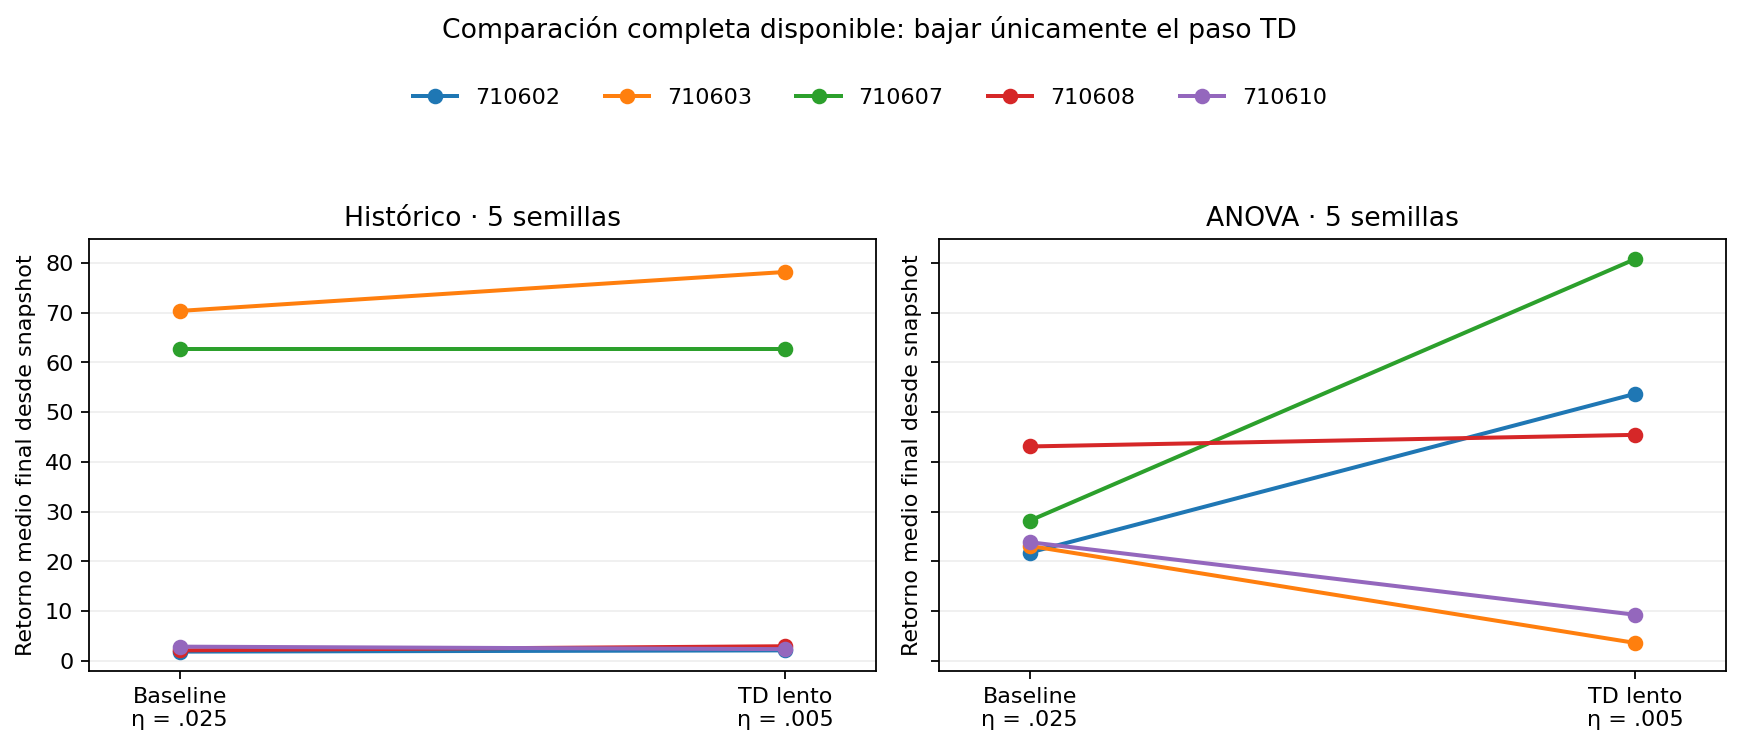 Comparación completa disponible: bajar únicamente el paso TD
710602 710603 710607 710608 710610
Histórico · 5 semillas
Retorno medio final desde snapshot
80
70
60
50
40
30
20
10
0
Baseline
η = .025
TD lento
η = .005
ANOVA · 5 semillas
Retorno medio final desde snapshot
Baseline
η = .025
TD lento
η = .005